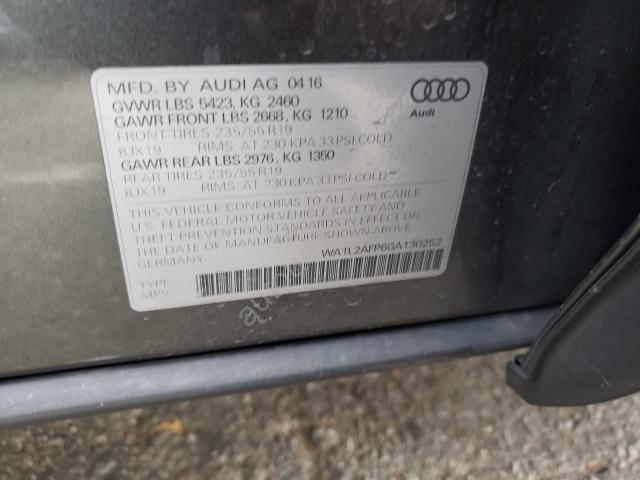 MFD. BY AUDI AG 04 16
GVWR LBS 5423, KG 2460
GAWR FRONT LBS 2668, KG 1210
FRONT TIRES 235/55 R19
8JX19 RIMS, AT 230 KPA 33 PSI COLD
GAWR REAR LBS 2976, KG 1350
REAR TIRES 235/55 R19
8JX19 RIMS, AT 230 KPA 33 PSI COLD
THIS VEHICLE CONFORMS TO ALL APPLICABLE
U.S. FEDERAL MOTOR VEHICLE SAFETY AND
THEFT PREVENTION STANDARDS IN EFFECT ON
THE DATE OF MANUFACTURE SHOWN ABOVE
GERMANY
WA1L2AFP6GA130252
TYPE
MPV
Audi